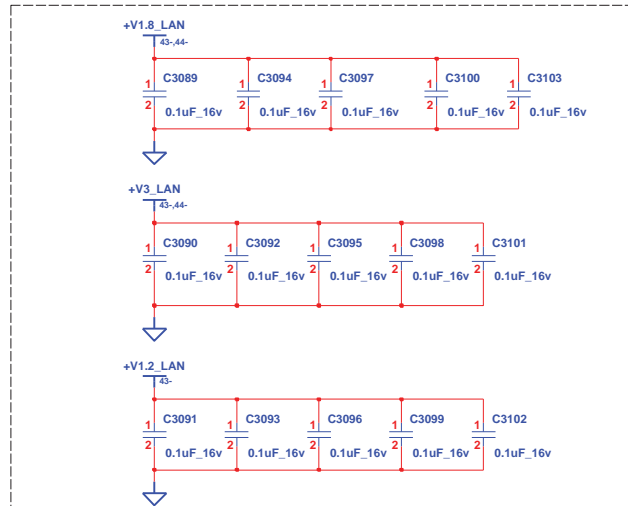 +V1.8_LAN
43-,44-
C3089 C3094 C3097 C3100 C3103
1 1 1 1 1
2 2 2 2 2
0.1uF_16v 0.1uF_16v 0.1uF_16v 0.1uF_16v 0.1uF_16v
+V3_LAN
43-,44-
C3090 C3092 C3095 C3098 C3101
1 1 1 1 1
2 2 2 2 2
0.1uF_16v 0.1uF_16v 0.1uF_16v 0.1uF_16v 0.1uF_16v
+V1.2_LAN
43-
C3091 C3093 C3096 C3099 C3102
1 1 1 1 1
2 2 2 2 2
0.1uF_16v 0.1uF_16v 0.1uF_16v 0.1uF_16v 0.1uF_16v